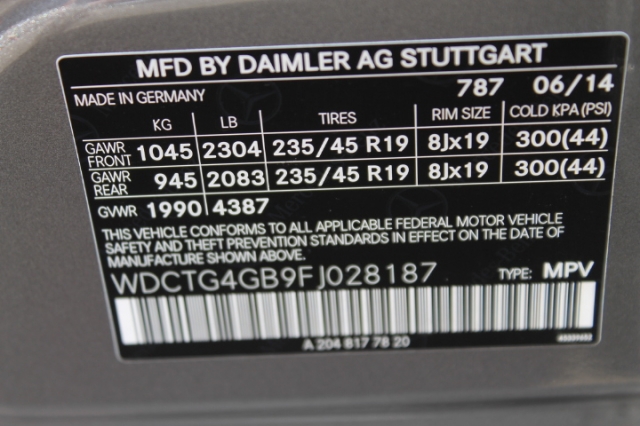 MFD BY DAIMLER AG STUTTGART
MADE IN GERMANY 787 06/14
KG LB TIRES RIM SIZE COLD KPA (PSI)
GAWR FRONT 1045 2304 235/45 R19 8Jx19 300(44)
GAWR REAR 945 2083 235/45 R19 8Jx19 300(44)
GWR 1990 4387
THIS VEHICLE CONFORMS TO ALL APPLICABLE FEDERAL MOTOR VEHICLE
SAFETY AND THEFT PREVENTION STANDARDS IN EFFECT ON THE DATE OF
MANUFACTURE SHOWN ABOVE.
WDCTG4GB9FJ028187 TYPE: MPV
A 204 817 78 20